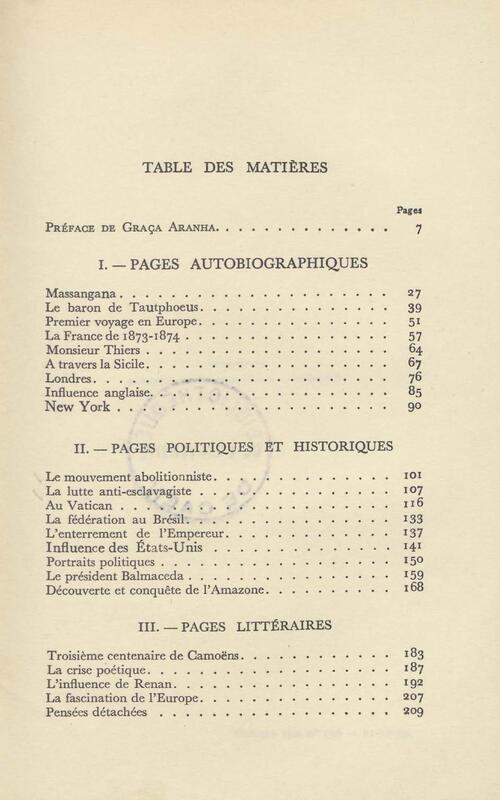 TABLE DES MATIÈRES
Pages
PRÉFACE DE GRAÇA ARANHA. . . . . . . . . . . . . . 7
I. — PAGES AUTOBIOGRAPHIQUES
Massangana . . . . . . . . . . . . . . . . . . . . 27
Le baron de Tautphoeus . . . . . . . . . . . . . . 39
Premier voyage en Europe. . . . . . . . . . . . . . 51
La France de 1873-1874 . . . . . . . . . . . . . . 57
Monsieur Thiers . . . . . . . . . . . . . . . . . 64
A travers la Sicile. . . . . . . . . . . . . . . . 67
Londres. . . . . . . . . . . . . . . . . . . . . . 76
Influence anglaise. . . . . . . . . . . . . . . . . 85
New York . . . . . . . . . . . . . . . . . . . . 90
II. — PAGES POLITIQUES ET HISTORIQUES
Le mouvement abolitionniste. . . . . . . . . . . . 101
La lutte anti-esclavagiste . . . . . . . . . . . . . 107
Au Vatican . . . . . . . . . . . . . . . . . . . . 116
La fédération au Brésil. . . . . . . . . . . . . . . 133
L'enterrement de l'Empereur. . . . . . . . . . . . 137
Influence des États-Unis . . . . . . . . . . . . . 141
Portraits politiques . . . . . . . . . . . . . . . . 150
Le président Balmaceda . . . . . . . . . . . . . . 159
Découverte et conquête de l'Amazone. . . . . . . . . 168
III. — PAGES LITTÉRAIRES
Troisième centenaire de Camoëns. . . . . . . . . . . 183
La crise poétique. . . . . . . . . . . . . . . . . 187
L'influence de Renan. . . . . . . . . . . . . . . . 192
La fascination de l'Europe. . . . . . . . . . . . . 207
Pensées détachées . . . . . . . . . . . . . . . . 209